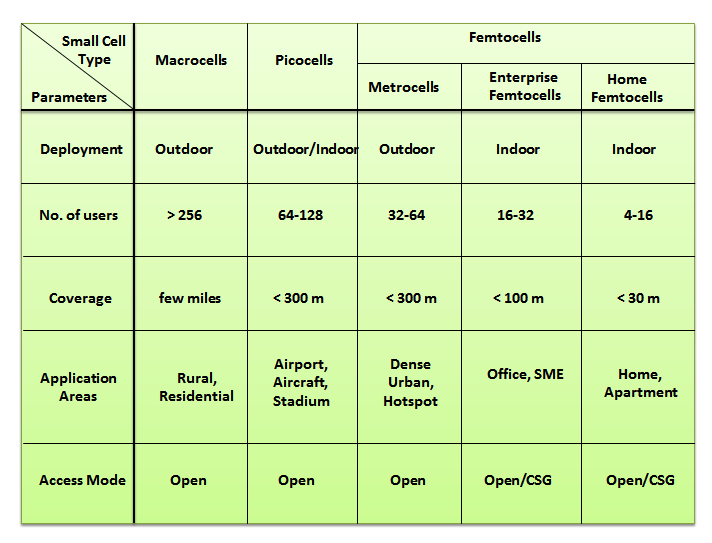 Small Cell
Type
Parameters
Macrocells
Picocells
Femtocells
Metrocells
Enterprise
Femtocells
Home
Femtocells
Deployment
Outdoor
Outdoor/Indoor
Outdoor
Indoor
Indoor
No. of users
> 256
64-128
32-64
16-32
4-16
Coverage
few miles
< 300 m
< 300 m
< 100 m
< 30 m
Application
Areas
Rural,
Residential
Airport,
Aircraft,
Stadium
Dense
Urban,
Hotspot
Office, SME
Home,
Apartment
Access Mode
Open
Open
Open
Open/CSG
Open/CSG